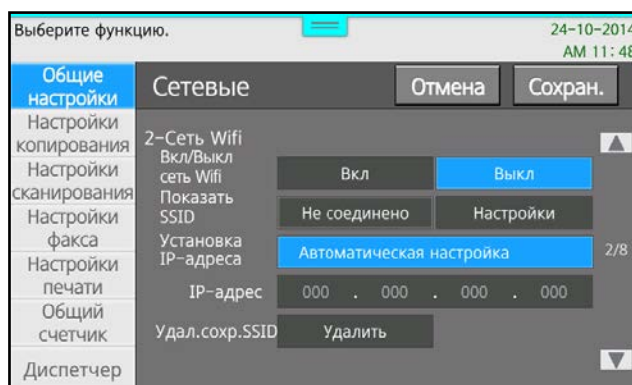 Выберите функцию.
24-10-2014
AM 11:48
Общие
настройки
Настройки
копирования
Настройки
сканирования
Настройки
факса
Настройки
печати
Общий
счетчик
Диспетчер
Сетевые
Отмена
Сохран.
2-Сеть Wifi
Вкл/Выкл
сеть Wifi
Вкл
Выкл
Показать
SSID
Не соединено
Настройки
Установка
IP-адреса
Автоматическая настройка
2/8
IP-адрес
000 . 000 . 000 . 000
Удал.сохр.SSID
Удалить